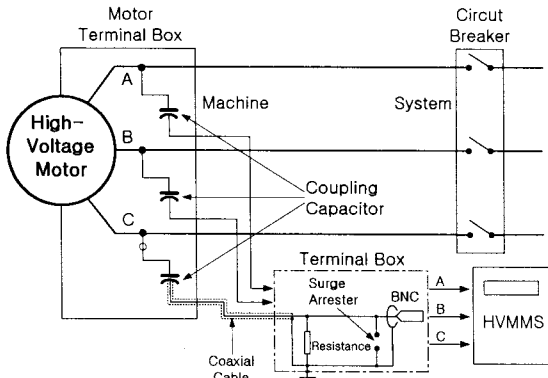 Motor
Terminal Box
Circut
Breaker
A
Machine
System
High-
Voltage
Motor
B
Coupling
Capacitor
C
Terminal Box
Surge
Arrester
BNC
A
B
C
HVMMS
Resistance
Coaxial
Cable